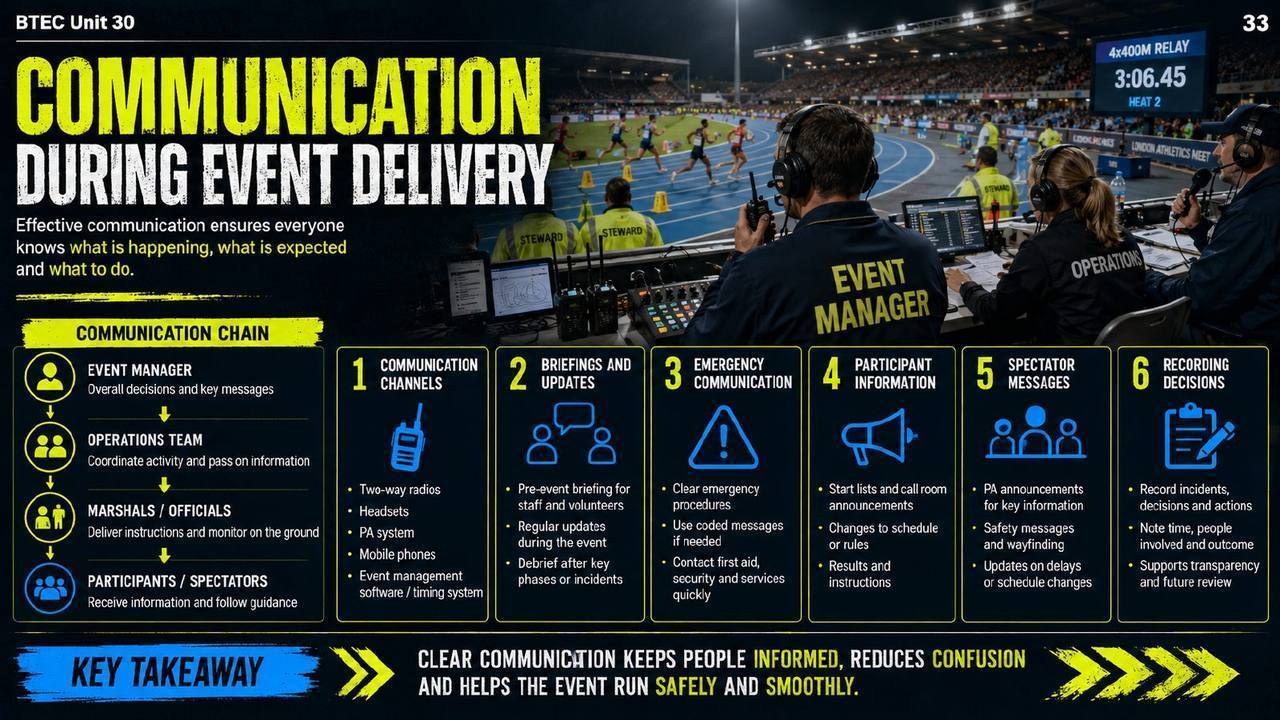 BTEC Unit 30
33
COMMUNICATION
DURING EVENT DELIVERY
Effective communication ensures everyone
knows what is happening, what is expected
and what to do.
4x400M RELAY
3:06.45
HEAT 2
LONDON ATHLETICS MEET
STEWARD
STEWARD
STEWARD
EVENT
MANAGER
OPERATIONS
COMMUNICATION CHAIN
EVENT MANAGER
Overall decisions and key messages
OPERATIONS TEAM
Coordinate activity and pass on information
MARSHALS / OFFICIALS
Deliver instructions and monitor on the ground
PARTICIPANTS / SPECTATORS
Receive information and follow guidance
1 COMMUNICATION
CHANNELS
• Two-way radios
• Headsets
• PA system
• Mobile phones
• Event management
software / timing system
2 BRIEFINGS AND
UPDATES
• Pre-event briefing for
staff and volunteers
• Regular updates
during the event
• Debrief after key
phases or incidents
3 EMERGENCY
COMMUNICATION
• Clear emergency
procedures
• Use coded messages
if needed
• Contact first aid,
security and services
quickly
4 PARTICIPANT
INFORMATION
• Start lists and call room
announcements
• Changes to schedule
or rules
• Results and
instructions
5 SPECTATOR
MESSAGES
• PA announcements
for key information
• Safety messages
and wayfinding
• Updates on delays
or schedule changes
6 RECORDING
DECISIONS
• Record incidents,
decisions and actions
• Note time, people
involved and outcome
• Supports transparency
and future review
KEY TAKEAWAY
CLEAR COMMUNICATION KEEPS PEOPLE INFORMED, REDUCES CONFUSION
AND HELPS THE EVENT RUN SAFELY AND SMOOTHLY.